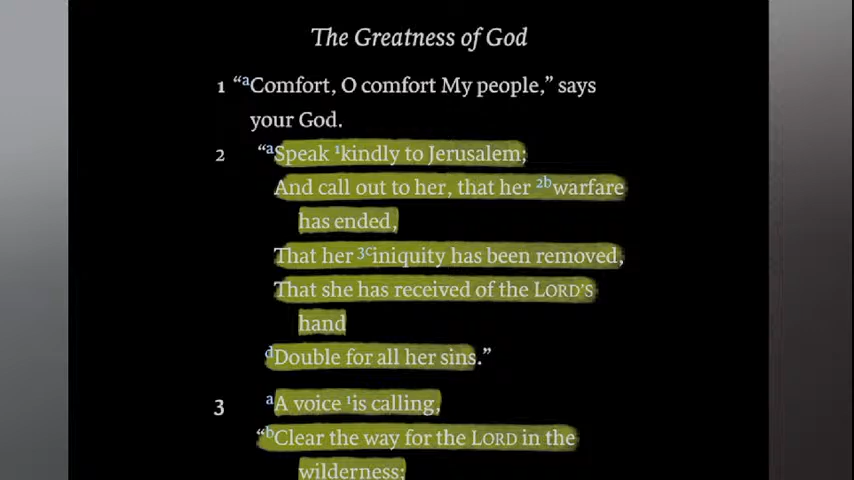 The Greatness of God
1 “aComfort, O comfort My people,” says
your God.
2 “aSpeak 1kindly to Jerusalem;
And call out to her, that her 2bwarfare
has ended,
That her 3ciniquity has been removed,
That she has received of the LORD’S
hand
dDouble for all her sins.”
3 aA voice 1is calling,
“bClear the way for the LORD in the
wilderness;